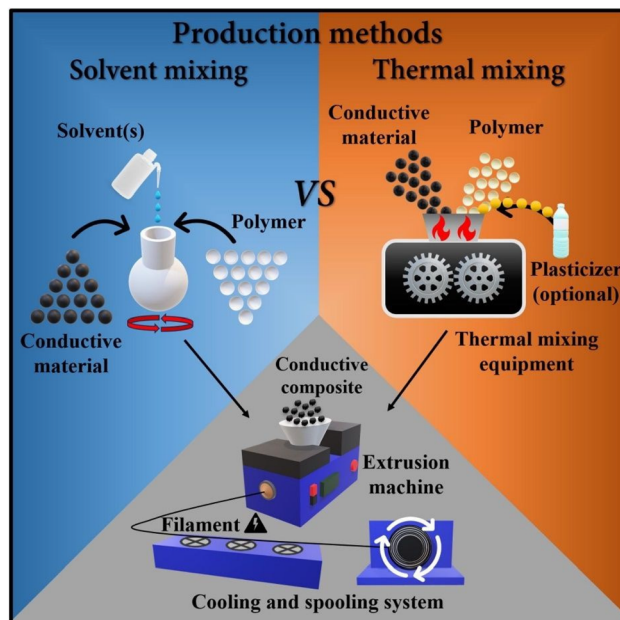 Production methods
Solvent mixing
Thermal mixing
Solvent(s)
Polymer
Conductive
material
VS
Conductive
material
Polymer
Plasticizer
(optional)
Thermal mixing
equipment
Conductive
composite
Extrusion
machine
Filament
Cooling and spooling system